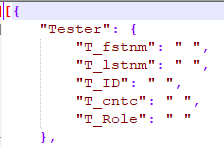 [{
"Tester": {
"T_fstnm": " ",
"T_lstnm": " ",
"T_ID": " ",
"T_cntc": " ",
"T_Role": " "
},